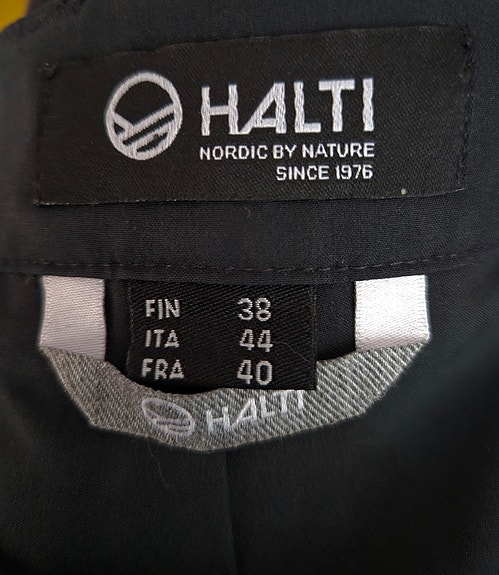 HALTI
NORDIC BY NATURE
SINCE 1976
FIN 38
ITA 44
FRA 40
HALTI